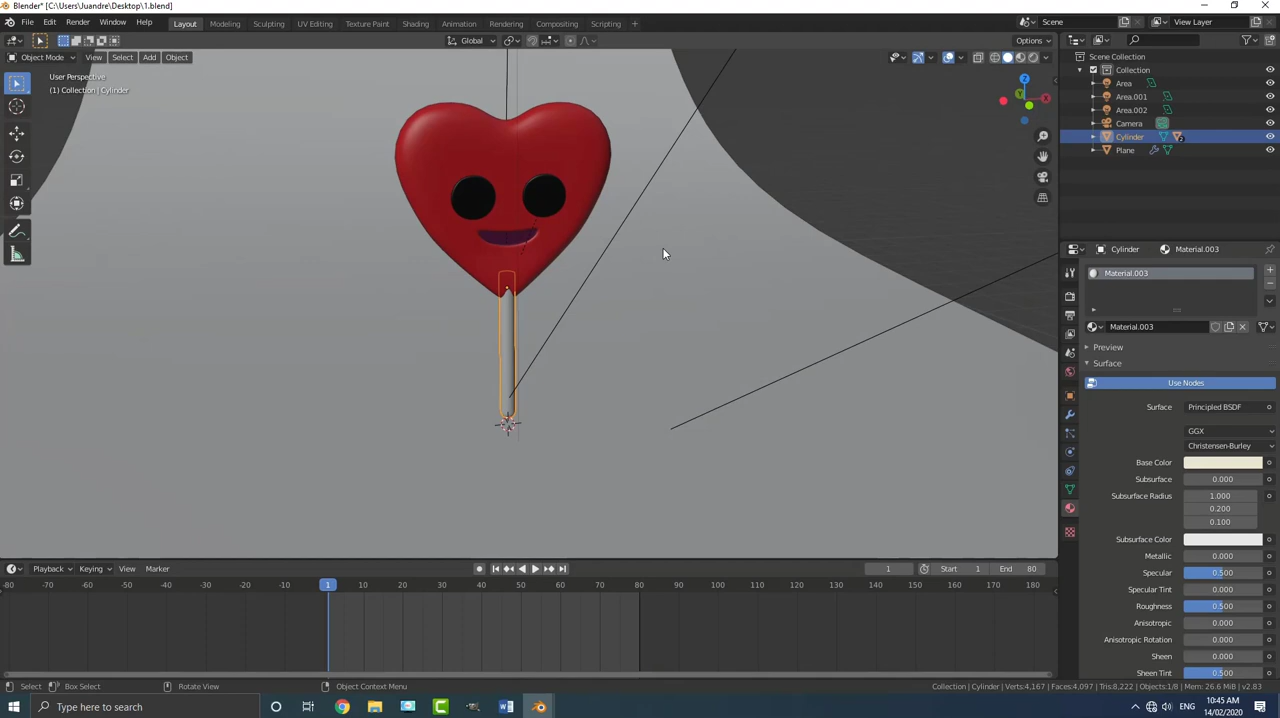 Blender* [C:\Users\Juandre\Desktop\1.blend]
File Edit Render Window Help Layout Modeling Sculpting UV Editing Texture Paint Shading Animation Rendering Compositing Scripting + Scene View Layer
Global Options
Object Mode View Select Add Object
User Perspective
(1) Collection | Cylinder
Z
Y
X
Scene Collection
Collection
Area
Area.001
Area.002
Camera
Cylinder
Plane
Cylinder Material.003
Material.003
Material.003
Preview
Surface
Use Nodes
Surface Principled BSDF
GGX
Christensen-Burley
Base Color
Subsurface 0.000
Subsurface Radius 1.000
0.200
0.100
Subsurface Color
Metallic 0.000
Specular 0.500
Specular Tint 0.000
Roughness 0.500
Anisotropic 0.000
Anisotropic Rotation 0.000
Sheen 0.000
Sheen Tint 0.500
Playback Keying View Marker 1 Start 1 End 80
-80 -70 -60 -50 -40 -30 -20 -10 1 10 20 30 40 50 60 70 80 90 100 110 120 130 140 150 160 170 180
Select Box Select Rotate View Object Context Menu Collection | Cylinder | Verts:4,167 | Faces:4,097 | Tris:8,222 | Objects:1/8 | Mem: 26.6 MiB | v2.83
Type here to search
ENG
10:45 AM
14/02/2020